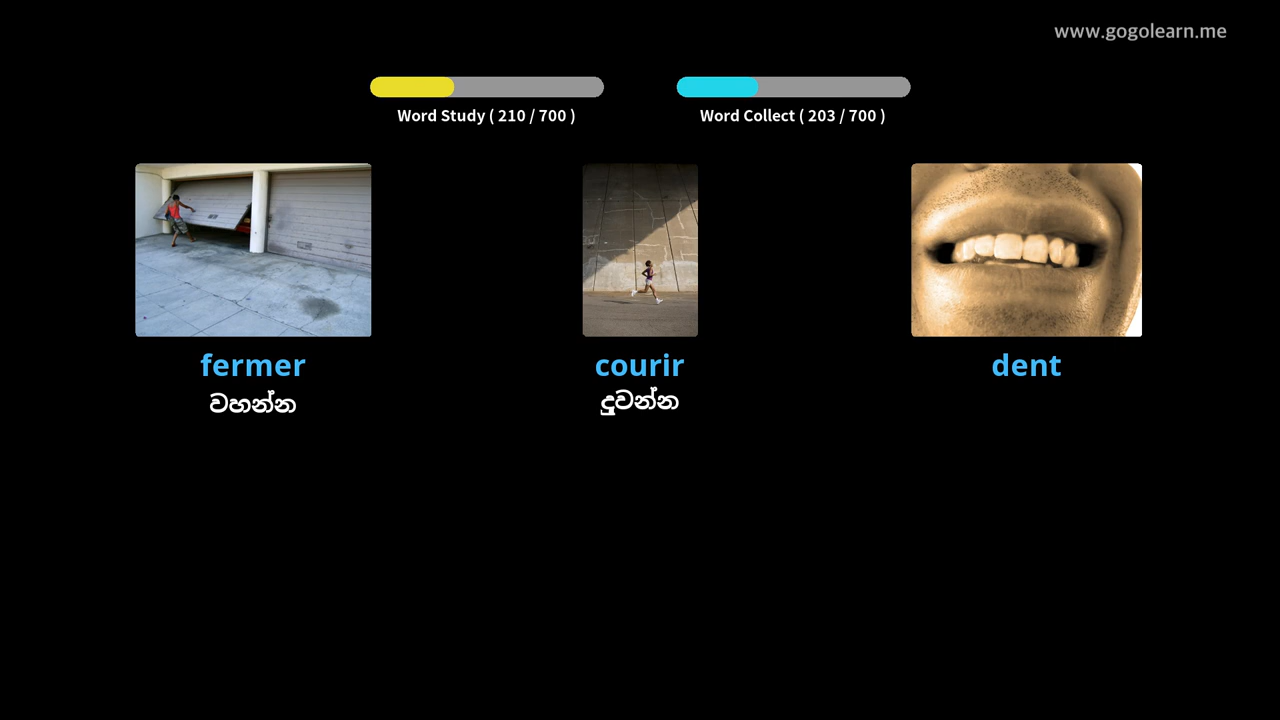 www.gogolearn.me
Word Study ( 210 / 700 )
Word Collect ( 203 / 700 )
fermer
වහන්න
courir
දුවන්න
dent